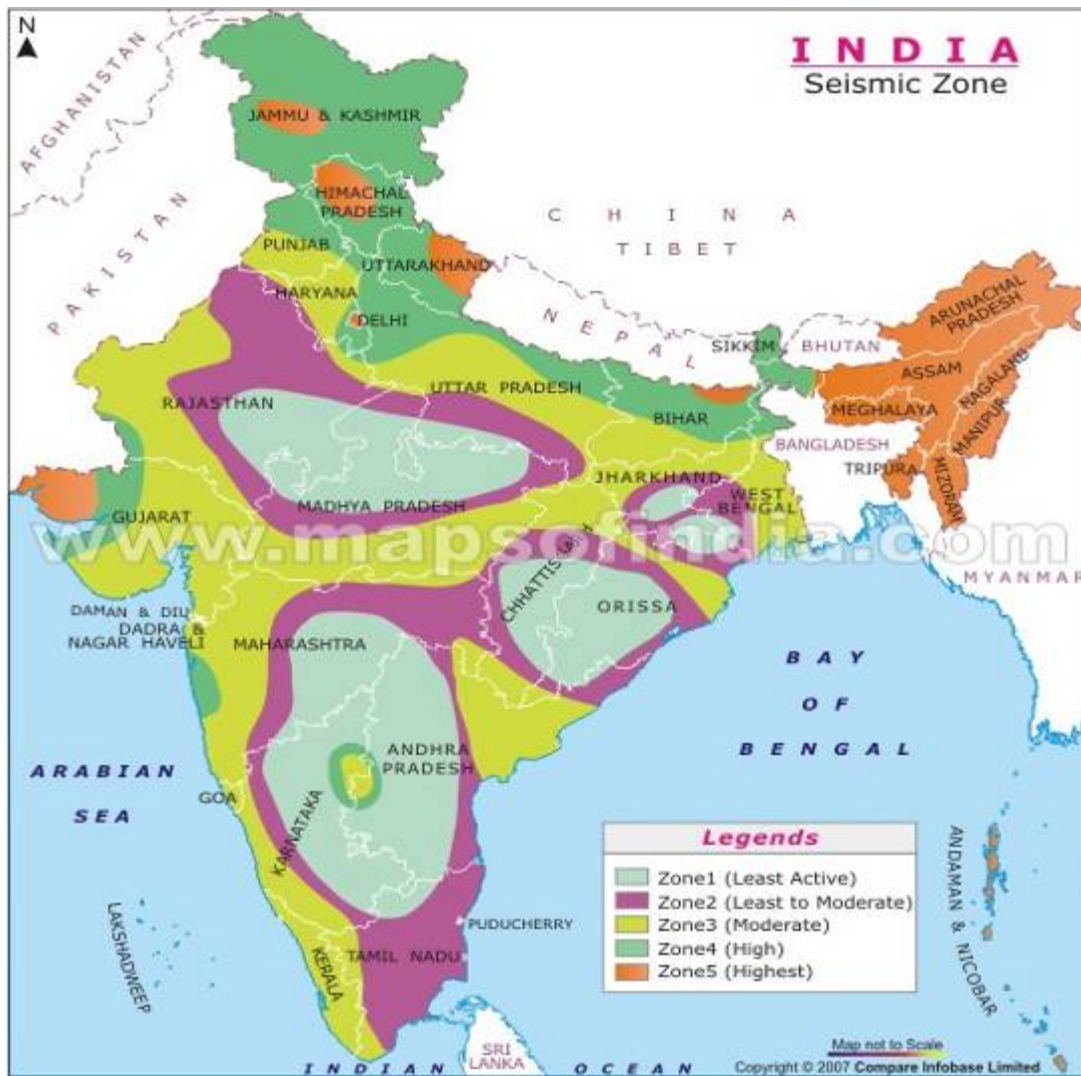 N
INDIA
Seismic Zone
AFGHANISTAN
PAKISTAN
JAMMU & KASHMIR
HIMACHAL
PRADESH
CHINA
TIBET
PUNJAB
UTTARAKHAND
HARYANA
DELHI
NEPAL
SIKKIM
BHUTAN
ARUNACHAL
PRADESH
ASSAM
NAGALAND
MEGHALAYA
MANIPUR
BANGLADESH
TRIPURA
MIZORAM
MYANMAR
RAJASTHAN
UTTAR PRADESH
BIHAR
JHARKHAND
WEST
BENGAL
MADHYA PRADESH
GUJARAT
www.mapsofindia.com
CHHATTISGARH
ORISSA
DAMAN & DIU
DADRA &
NAGAR HAVELI
MAHARASHTRA
BAY
OF
BENGAL
ARABIAN
SEA
ANDHRA
PRADESH
GOA
KARNATAKA
LAKSHADWEEP
KERALA
TAMIL NADU
PUDUCHERRY
ANDAMAN & NICOBAR
SRI
LANKA
INDIAN OCEAN
Legends
Zone1 (Least Active)
Zone2 (Least to Moderate)
Zone3 (Moderate)
Zone4 (High)
Zone5 (Highest)
Map not to Scale
Copyright © 2007 Compare Infobase Limited